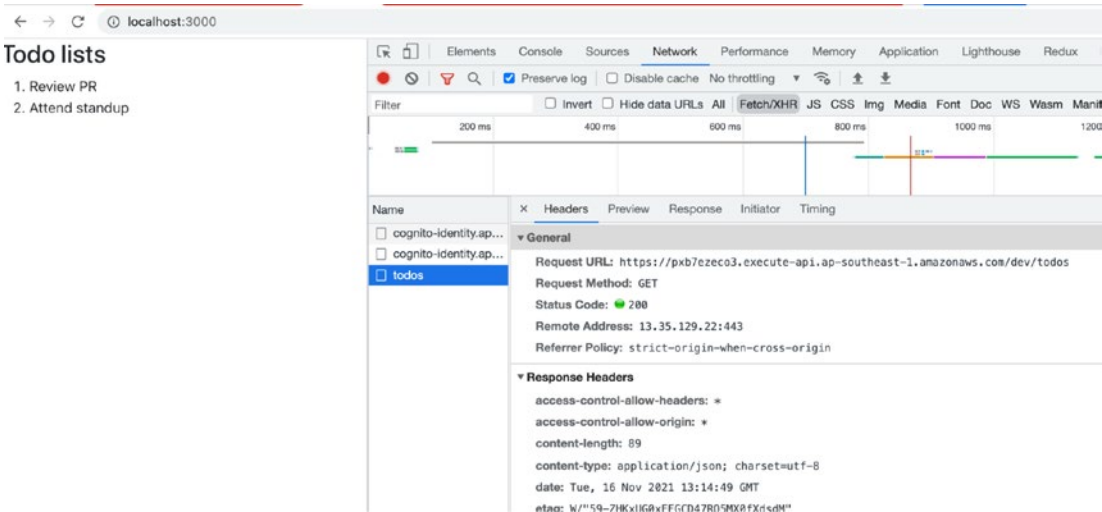 localhost:3000
Todo lists
1. Review PR
2. Attend standup
Elements Console Sources Network Performance Memory Application Lighthouse Redux
Preserve log Disable cache No throttling
Filter Invert Hide data URLs All Fetch/XHR JS CSS Img Media Font Doc WS Wasm Manif
200 ms 400 ms 600 ms 800 ms 1000 ms 1200
Name × Headers Preview Response Initiator Timing
cognito-identity.ap...
cognito-identity.ap...
todos
General
Request URL: https://pxb7ezeco3.execute-api.ap-southeast-1.amazonaws.com/dev/todos
Request Method: GET
Status Code: 200
Remote Address: 13.35.129.22:443
Referrer Policy: strict-origin-when-cross-origin
Response Headers
access-control-allow-headers: *
access-control-allow-origin: *
content-length: 89
content-type: application/json; charset=utf-8
date: Tue, 16 Nov 2021 13:14:49 GMT
etag: